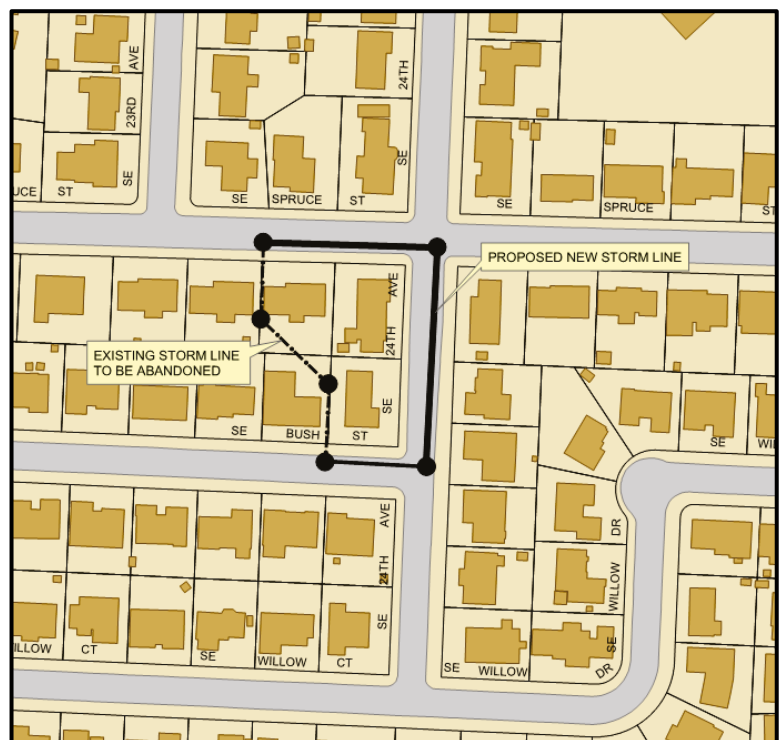 AVE
23RD
SE
UCE
ST
24TH
SE
SE
SPRUCE
ST
SE
SPRUCE
ST
PROPOSED NEW STORM LINE
AVE
24TH
SE
EXISTING STORM LINE
TO BE ABANDONED
SE
BUSH
ST
SE
WI
AVE
24TH
SE
DR
WILLOW
SE
ILLOW
CT
SE
WILLOW
CT
SE
WILLOW
DR